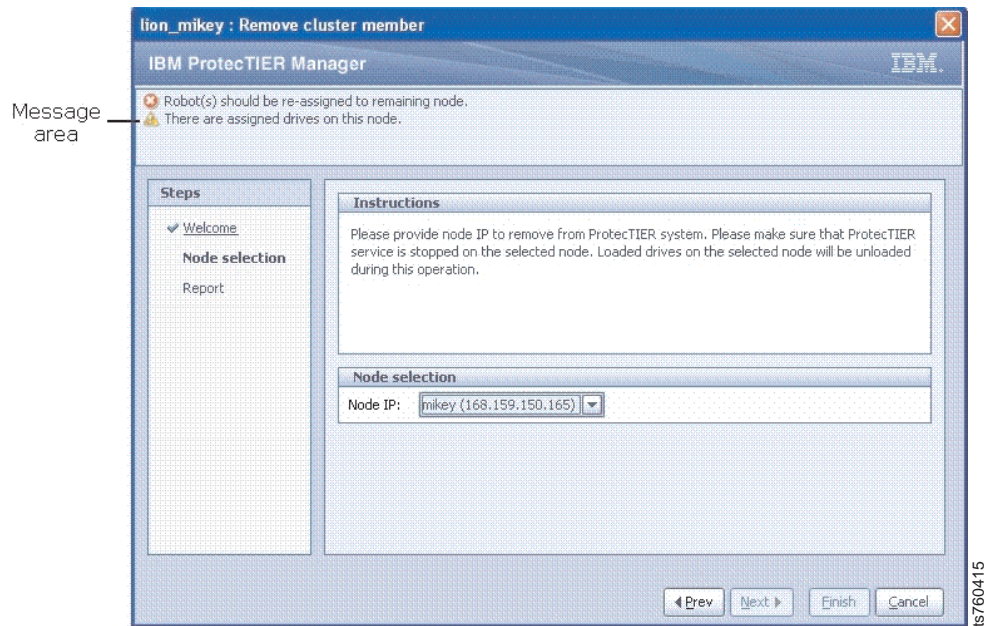 lion_mikey : Remove cluster member
IBM ProtecTIER Manager
IBM.
Message area
Robot(s) should be re-assigned to remaining node.
There are assigned drives on this node.
Steps
Welcome
Node selection
Report
Instructions
Please provide node IP to remove from ProtecTIER system. Please make sure that ProtecTIER
service is stopped on the selected node. Loaded drives on the selected node will be unloaded
during this operation.
Node selection
Node IP: mikey (168.159.150.165)
Prev Next Finish Cancel
ts760415